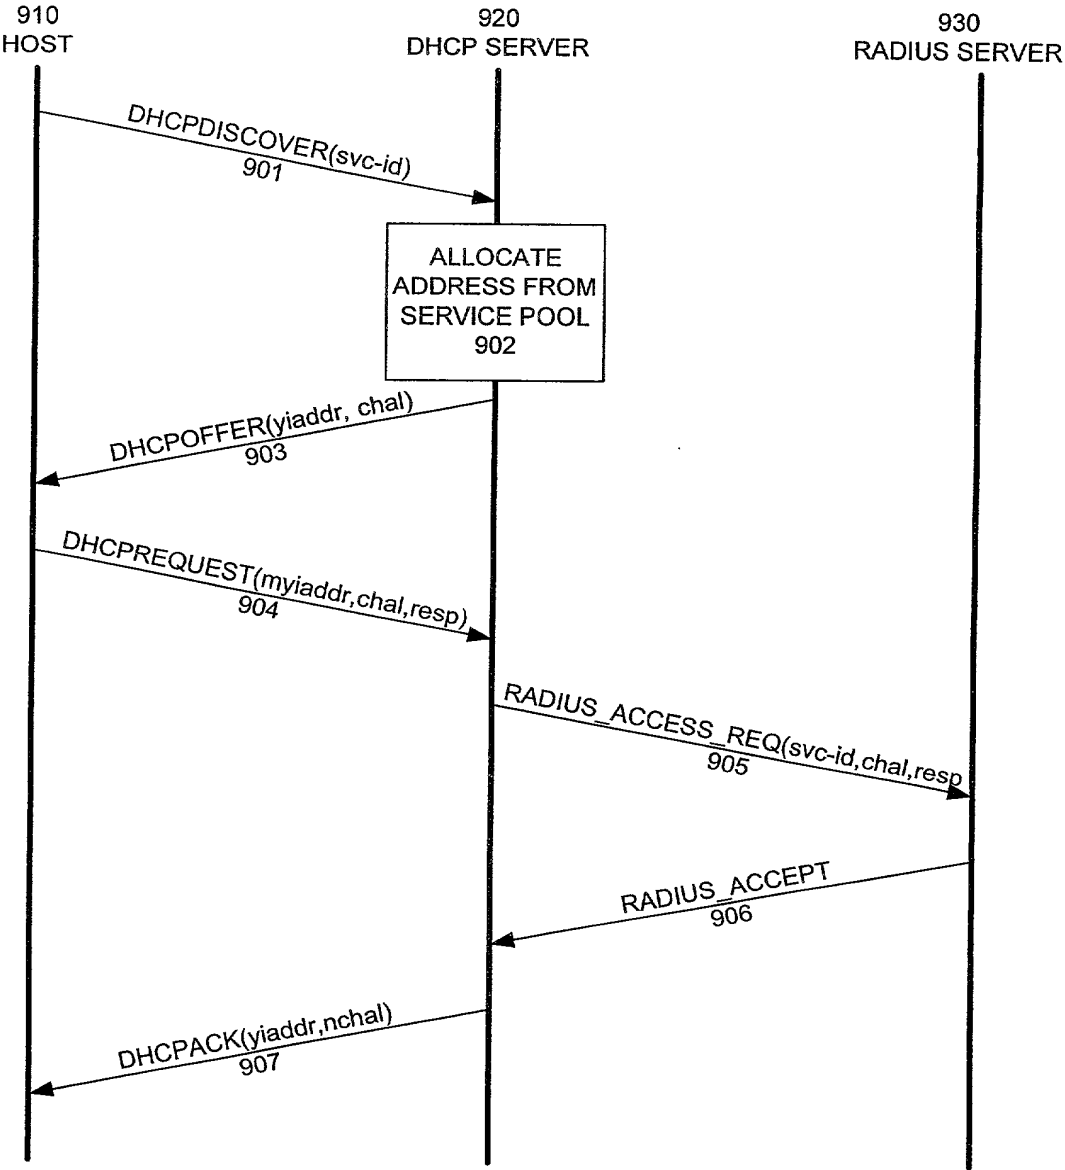 910
HOST
920
DHCP SERVER
930
RADIUS SERVER
DHCPDISCOVER(svc-id)
901
ALLOCATE
ADDRESS FROM
SERVICE POOL
902
DHCPOFFER(yiaddr, chal)
903
DHCPREQUEST(myiaddr,chal,resp)
904
RADIUS_ACCESS_REQ(svc-id,chal,resp
905
RADIUS_ACCEPT
906
DHCPACK(yiaddr,nchal)
907